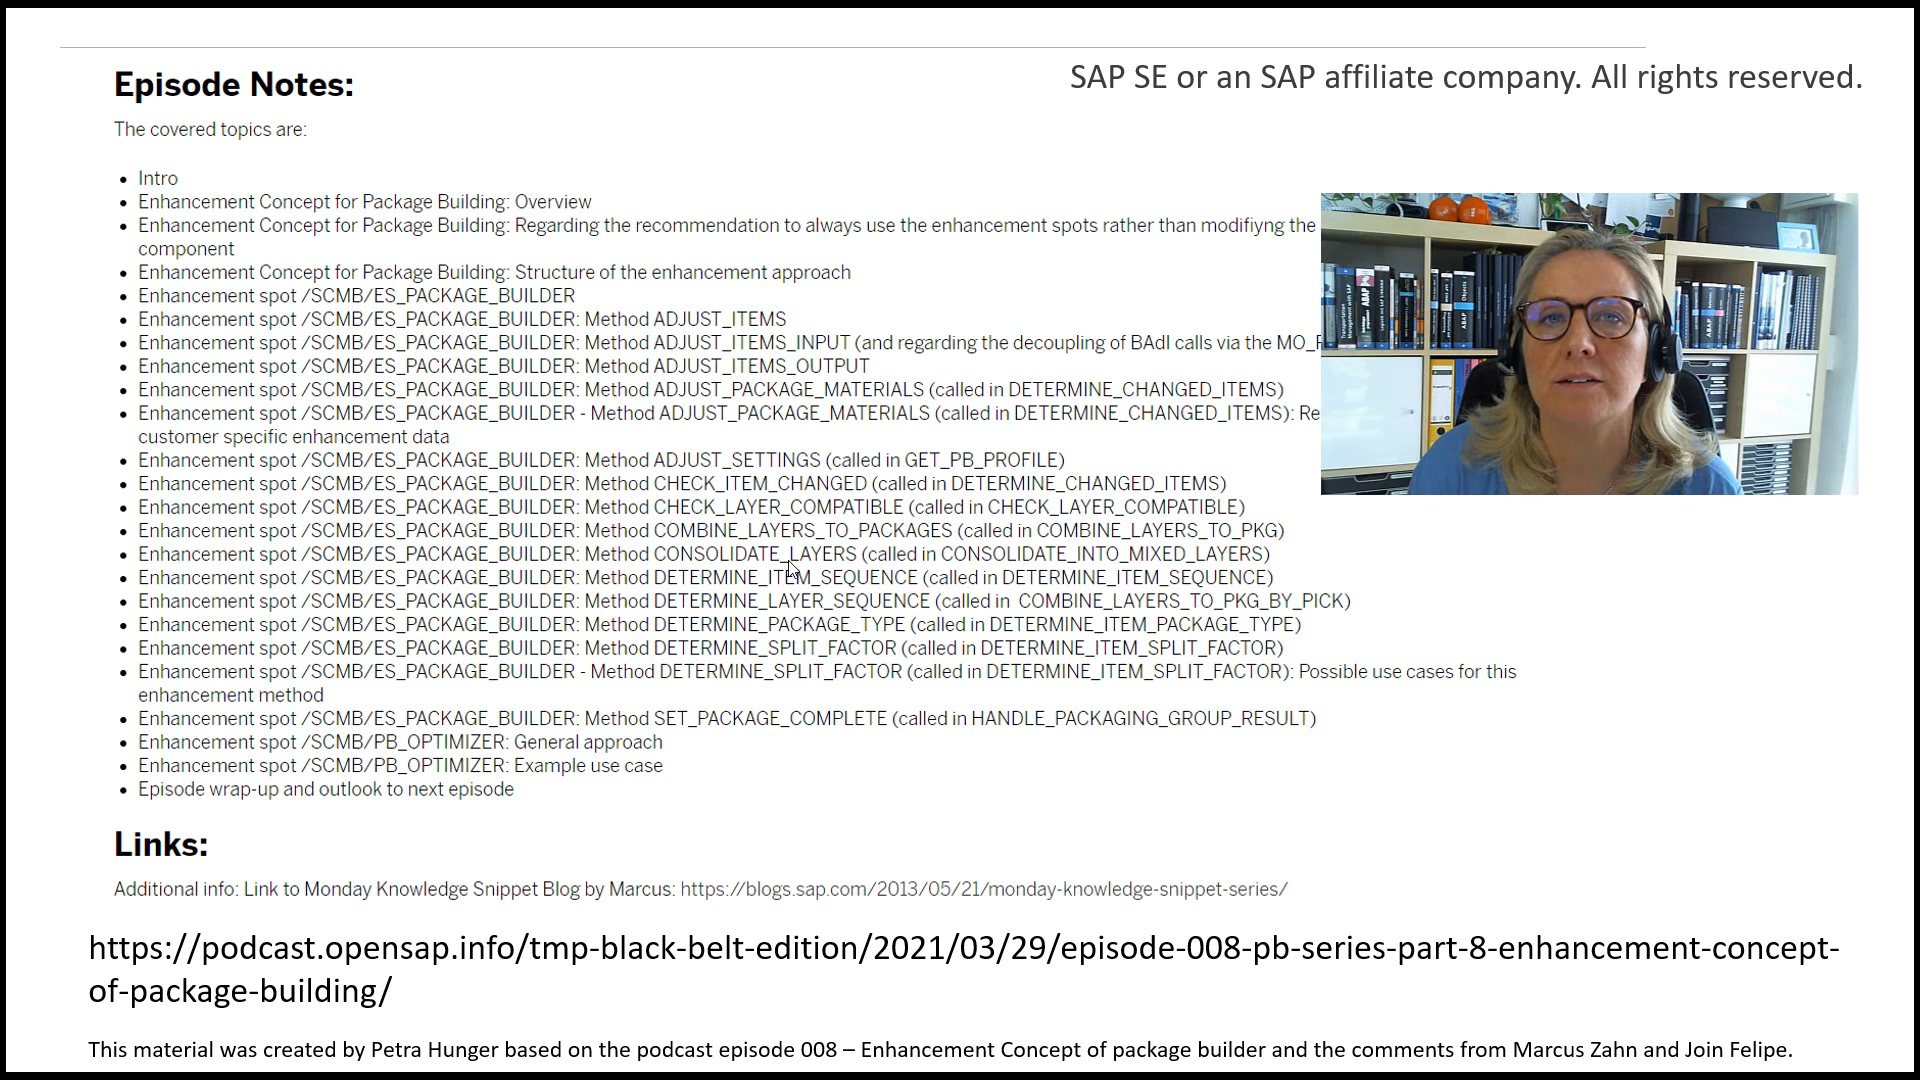 SAP SE or an SAP affiliate company. All rights reserved.
Episode Notes:
The covered topics are:
• Intro
• Enhancement Concept for Package Building: Overview
• Enhancement Concept for Package Building: Regarding the recommendation to always use the enhancement spots rather than modifiyng the
component
• Enhancement Concept for Package Building: Structure of the enhancement approach
• Enhancement spot /SCMB/ES_PACKAGE_BUILDER
• Enhancement spot /SCMB/ES_PACKAGE_BUILDER: Method ADJUST_ITEMS
• Enhancement spot /SCMB/ES_PACKAGE_BUILDER: Method ADJUST_ITEMS_INPUT (and regarding the decoupling of BAdI calls via the
• Enhancement spot /SCMB/ES_PACKAGE_BUILDER: Method ADJUST_ITEMS_OUTPUT
• Enhancement spot /SCMB/ES_PACKAGE_BUILDER: Method ADJUST_PACKAGE_MATERIALS (called in DETERMINE_CHANGED_ITEMS)
• Enhancement spot /SCMB/ES_PACKAGE_BUILDER - Method ADJUST_PACKAGE_MATERIALS (called in DETERMINE_CHANGED_ITEMS): Re
customer specific enhancement data
• Enhancement spot /SCMB/ES_PACKAGE_BUILDER: Method ADJUST_SETTINGS (called in GET_PB_PROFILE)
• Enhancement spot /SCMB/ES_PACKAGE_BUILDER: Method CHECK_ITEM_CHANGED (called in DETERMINE_CHANGED_ITEMS)
• Enhancement spot /SCMB/ES_PACKAGE_BUILDER: Method CHECK_LAYER_COMPATIBLE (called in CHECK_LAYER_COMPATIBLE)
• Enhancement spot /SCMB/ES_PACKAGE_BUILDER: Method COMBINE_LAYERS_TO_PACKAGES (called in COMBINE_LAYERS_TO_PKG)
• Enhancement spot /SCMB/ES_PACKAGE_BUILDER: Method CONSOLIDATE_LAYERS (called in CONSOLIDATE_INTO_MIXED_LAYERS)
• Enhancement spot /SCMB/ES_PACKAGE_BUILDER: Method DETERMINE_ITEM_SEQUENCE (called in DETERMINE_ITEM_SEQUENCE)
• Enhancement spot /SCMB/ES_PACKAGE_BUILDER: Method DETERMINE_LAYER_SEQUENCE (called in COMBINE_LAYERS_TO_PKG_BY_PICK)
• Enhancement spot /SCMB/ES_PACKAGE_BUILDER: Method DETERMINE_PACKAGE_TYPE (called in DETERMINE_ITEM_PACKAGE_TYPE)
• Enhancement spot /SCMB/ES_PACKAGE_BUILDER: Method DETERMINE_SPLIT_FACTOR (called in DETERMINE_ITEM_SPLIT_FACTOR)
• Enhancement spot /SCMB/ES_PACKAGE_BUILDER - Method DETERMINE_SPLIT_FACTOR (called in DETERMINE_ITEM_SPLIT_FACTOR): Possible use cases for this
enhancement method
• Enhancement spot /SCMB/ES_PACKAGE_BUILDER: Method SET_PACKAGE_COMPLETE (called in HANDLE_PACKAGING_GROUP_RESULT)
• Enhancement spot /SCMB/PB_OPTIMIZER: General approach
• Enhancement spot /SCMB/PB_OPTIMIZER: Example use case
• Episode wrap-up and outlook to next episode
Links:
Additional info: Link to Monday Knowledge Snippet Blog by Marcus: https://blogs.sap.com/2013/05/21/monday-knowledge-snippet-series/
https://podcast.opensap.info/tmp-black-belt-edition/2021/03/29/episode-008-pb-series-part-8-enhancement-concept-
of-package-building/
This material was created by Petra Hunger based on the podcast episode 008 – Enhancement Concept of package builder and the comments from Marcus Zahn and Join Felipe.